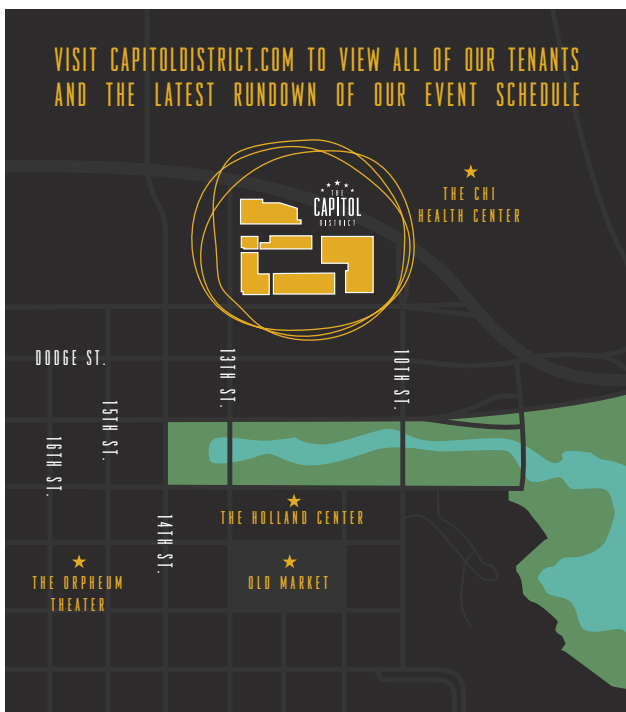 VISIT CAPITOLDISTRICT.COM TO VIEW ALL OF OUR TENANTS
AND THE LATEST RUNDOWN OF OUR EVENT SCHEDULE
THE CHI
HEALTH CENTER
THE
CAPITOL
DISTRICT
DODGE ST.
13TH ST.
10TH ST.
15TH ST.
16TH ST.
14TH ST.
THE HOLLAND CENTER
THE ORPHEUM
THEATER
OLD MARKET